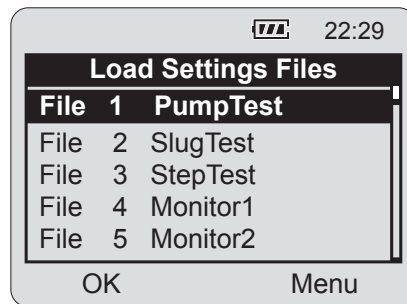 22:29
Load Settings Files
File 1 PumpTest
File 2 SlugTest
File 3 StepTest
File 4 Monitor1
File 5 Monitor2
OK Menu